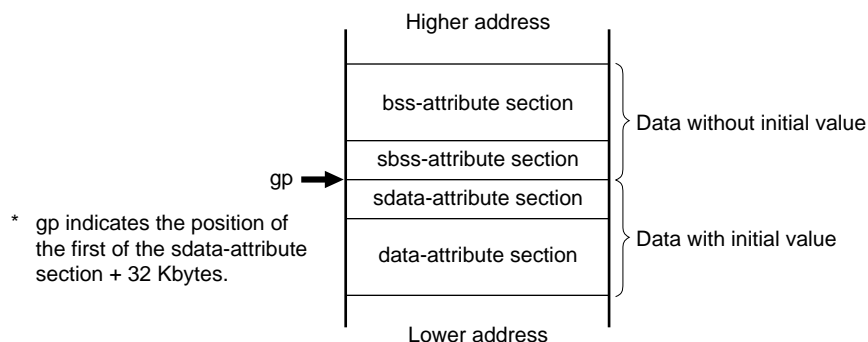 Higher address
bss-attribute section
Data without initial value
sbss-attribute section
gp
sdata-attribute section
* gp indicates the position of
the first of the sdata-attribute
section + 32 Kbytes.
Data with initial value
data-attribute section
Lower address